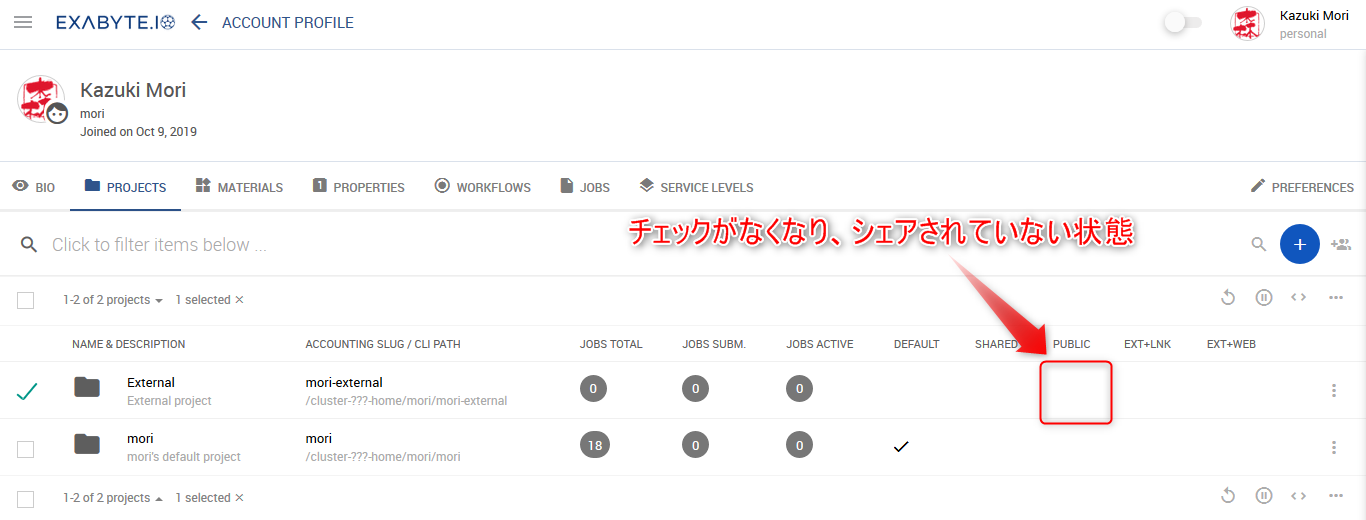 EXABYTE.IO ACCOUNT PROFILE Kazuki Mori
personal
Kazuki Mori
mori
Joined on Oct 9, 2019
BIO PROJECTS MATERIALS 1 PROPERTIES WORKFLOWS JOBS SERVICE LEVELS PREFERENCES
チェックがなくなり、シェアされていない状態
Click to filter items below ...
1-2 of 2 projects 1 selected ×
NAME & DESCRIPTION ACCOUNTING SLUG / CLI PATH JOBS TOTAL JOBS SUBM. JOBS ACTIVE DEFAULT SHARED PUBLIC EXT+LNK EXT+WEB
External mori-external 0 0 0
External project /cluster-???-home/mori/mori-external
mori mori 18 0 0
mori's default project /cluster-???-home/mori/mori
1-2 of 2 projects 1 selected ×